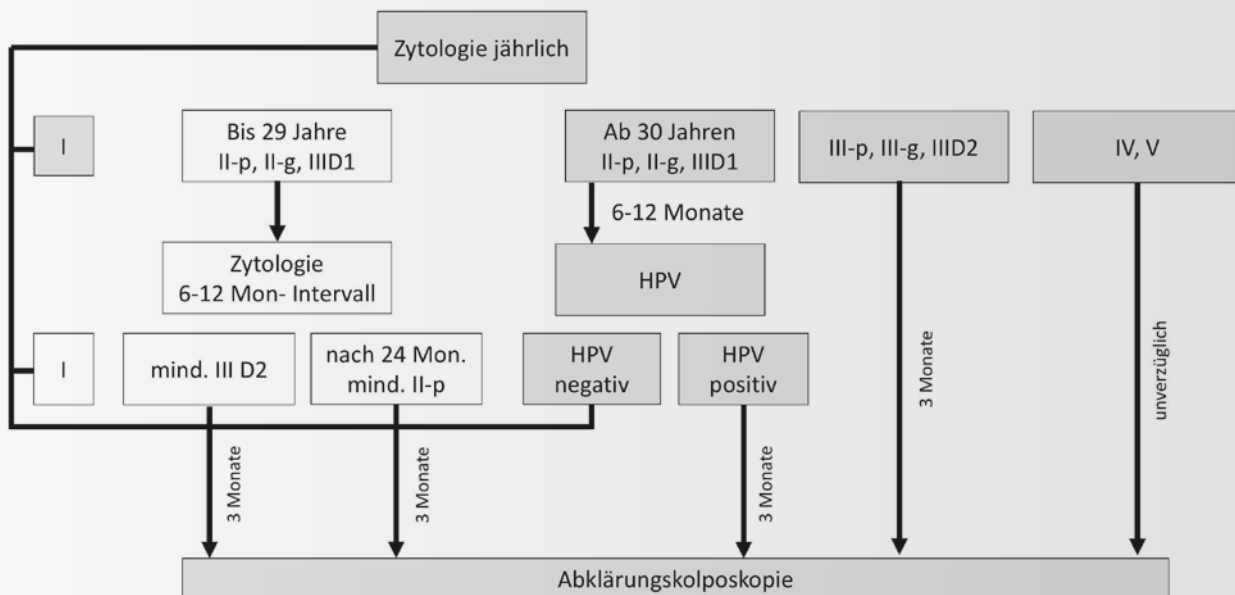 Zytologie jährlich
I
Bis 29 Jahre
II-p, II-g, IIID1
Ab 30 Jahren
II-p, II-g, IIID1
III-p, III-g, IIID2
IV, V
6-12 Monate
Zytologie
6-12 Mon- Intervall
HPV
I
mind. III D2
nach 24 Mon.
mind. II-p
HPV
negativ
HPV
positiv
3 Monate
unverzüglich
3 Monate
3 Monate
3 Monate
Abklärungskolposkopie